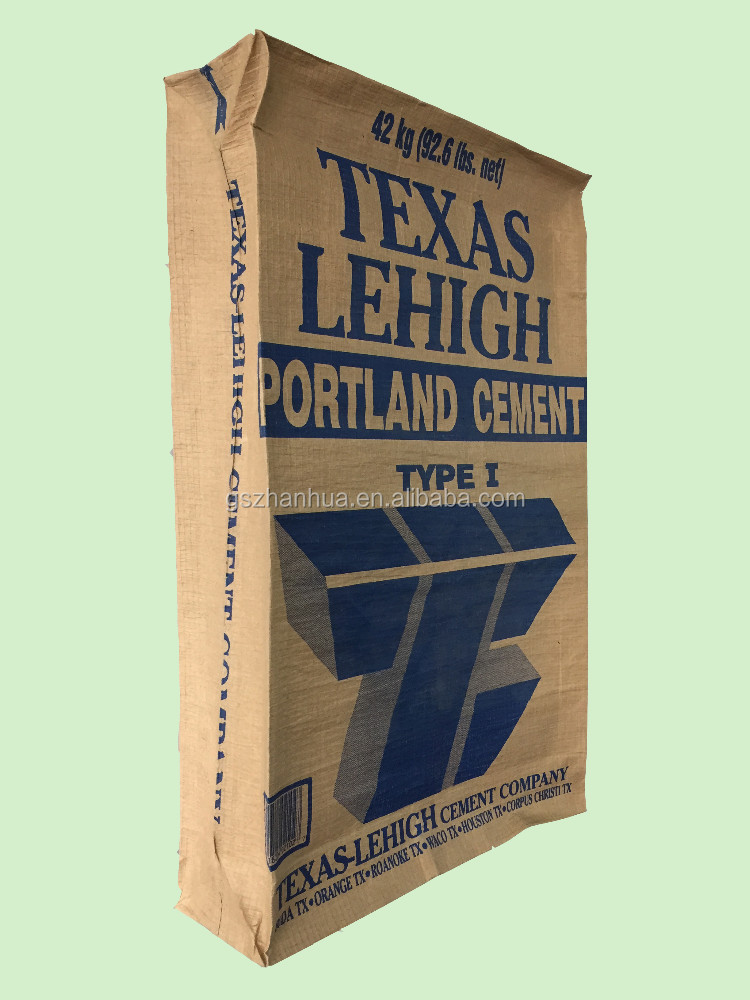 42 kg (92.6 lbs. net)
TEXAS
LEHIGH
PORTLAND CEMENT
TYPE I
gszhanhua.en.alibaba.com
TEXAS-LEHIGH CEMENT COMPANY
TX•ORANGE TX•ROANOKE TX•WACO TX•HOUSTON TX•CORPUS CHRISTI TX
TEXAS-LEHIGH CEMENT COMPANY